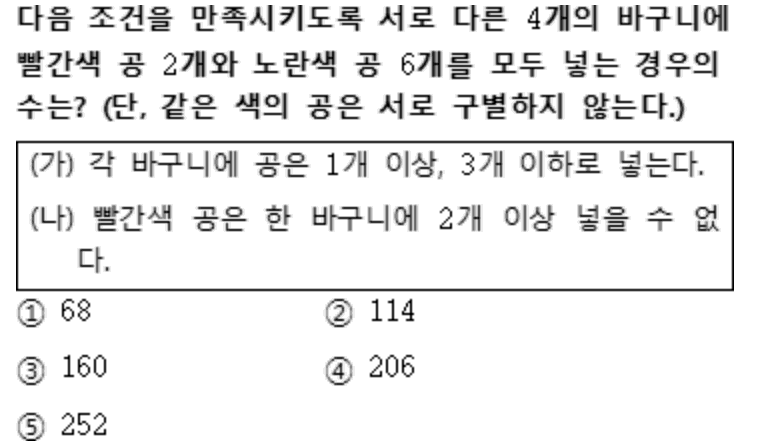 다음 조건을 만족시키도록 서로 다른 4개의 바구니에
빨간색 공 2개와 노란색 공 6개를 모두 넣는 경우의
수는? (단, 같은 색의 공은 서로 구별하지 않는다.)
(가) 각 바구니에 공은 1개 이상, 3개 이하로 넣는다.
(나) 빨간색 공은 한 바구니에 2개 이상 넣을 수 없
다.
① 68 ② 114
③ 160 ④ 206
⑤ 252